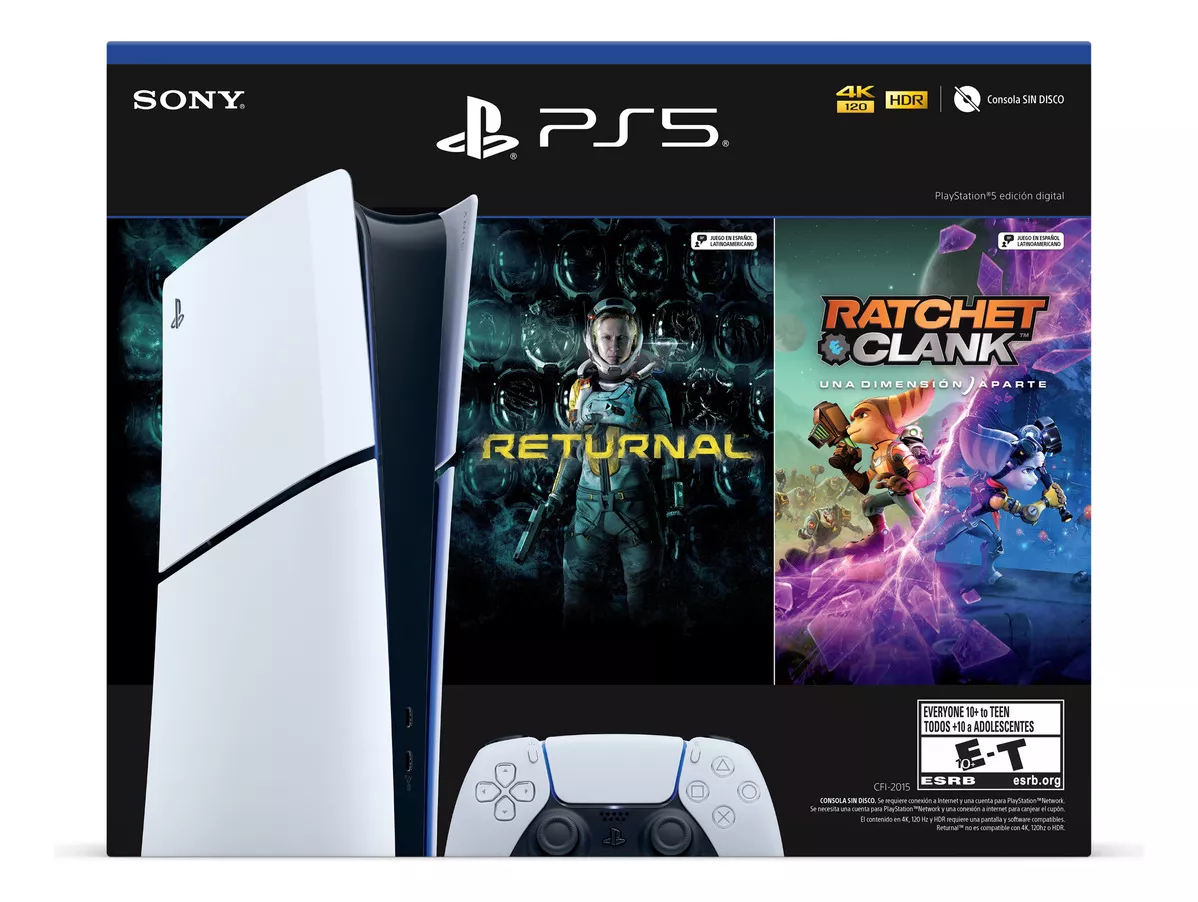 SONY®
PS5®
4K
120
HDR
Consola SIN DISCO
PlayStation®5 edición digital
JUEGO EN ESPAÑOL
LATINOAMERICANO
JUEGO EN ESPAÑOL
LATINOAMERICANO
RETURNAL
RATCHET
CLANK™
UNA DIMENSIÓN APARTE
EVERYONE 10+ to TEEN
TODOS +10 a ADOLESCENTES
E-T
10+
ESRB esrb.org
CFI-2015
CONSOLA SIN DISCO. Se requiere conexión a Internet y una cuenta para PlayStation™Network.
Se necesita una cuenta para PlayStation™Network y una conexión a internet para canjear el cupón.
El contenido en 4K, 120 Hz y HDR requiere una pantalla y software compatibles.
Returnal™ no es compatible con 4K, 120hz o HDR.